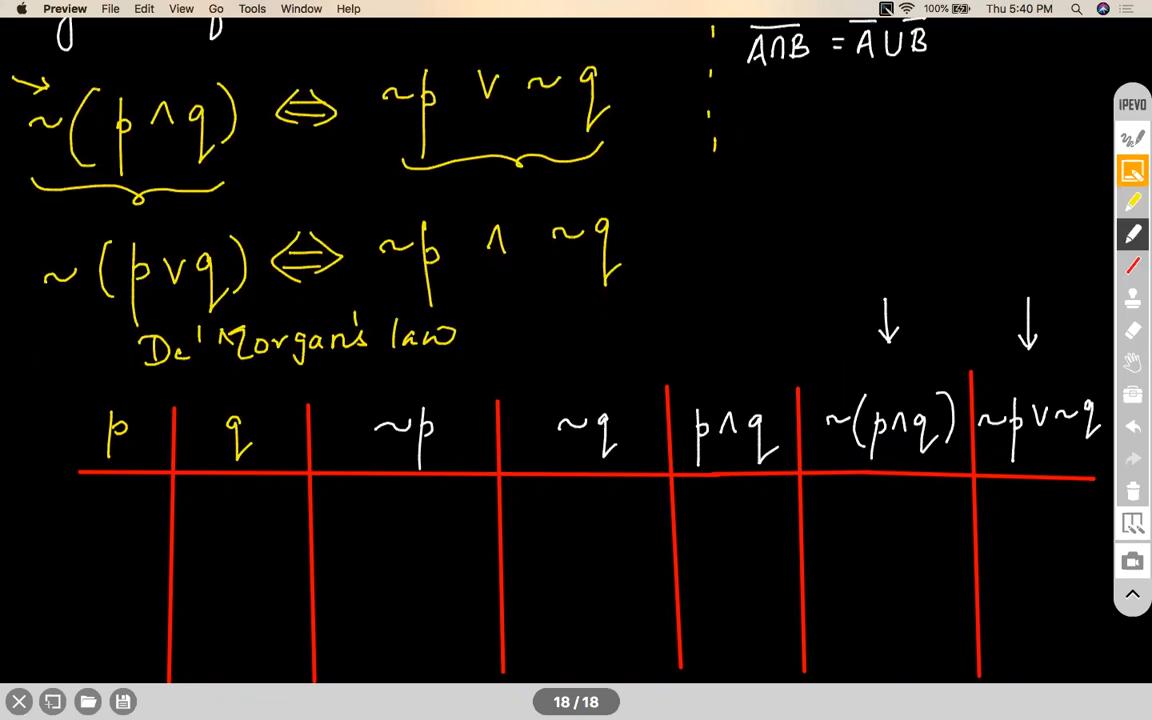 Preview File Edit View Go Tools Window Help 100% Thu 5:40 PM
A∩B = A̅ ∪ B̅
~(p ∧ q) ⇔ ~p ∨ ~q
~(p ∨ q) ⇔ ~p ∧ ~q
De'Morgan's law
p q ~p ~q p∧q ~(p∧q) ~p∨~q
IPEVO
18 / 18